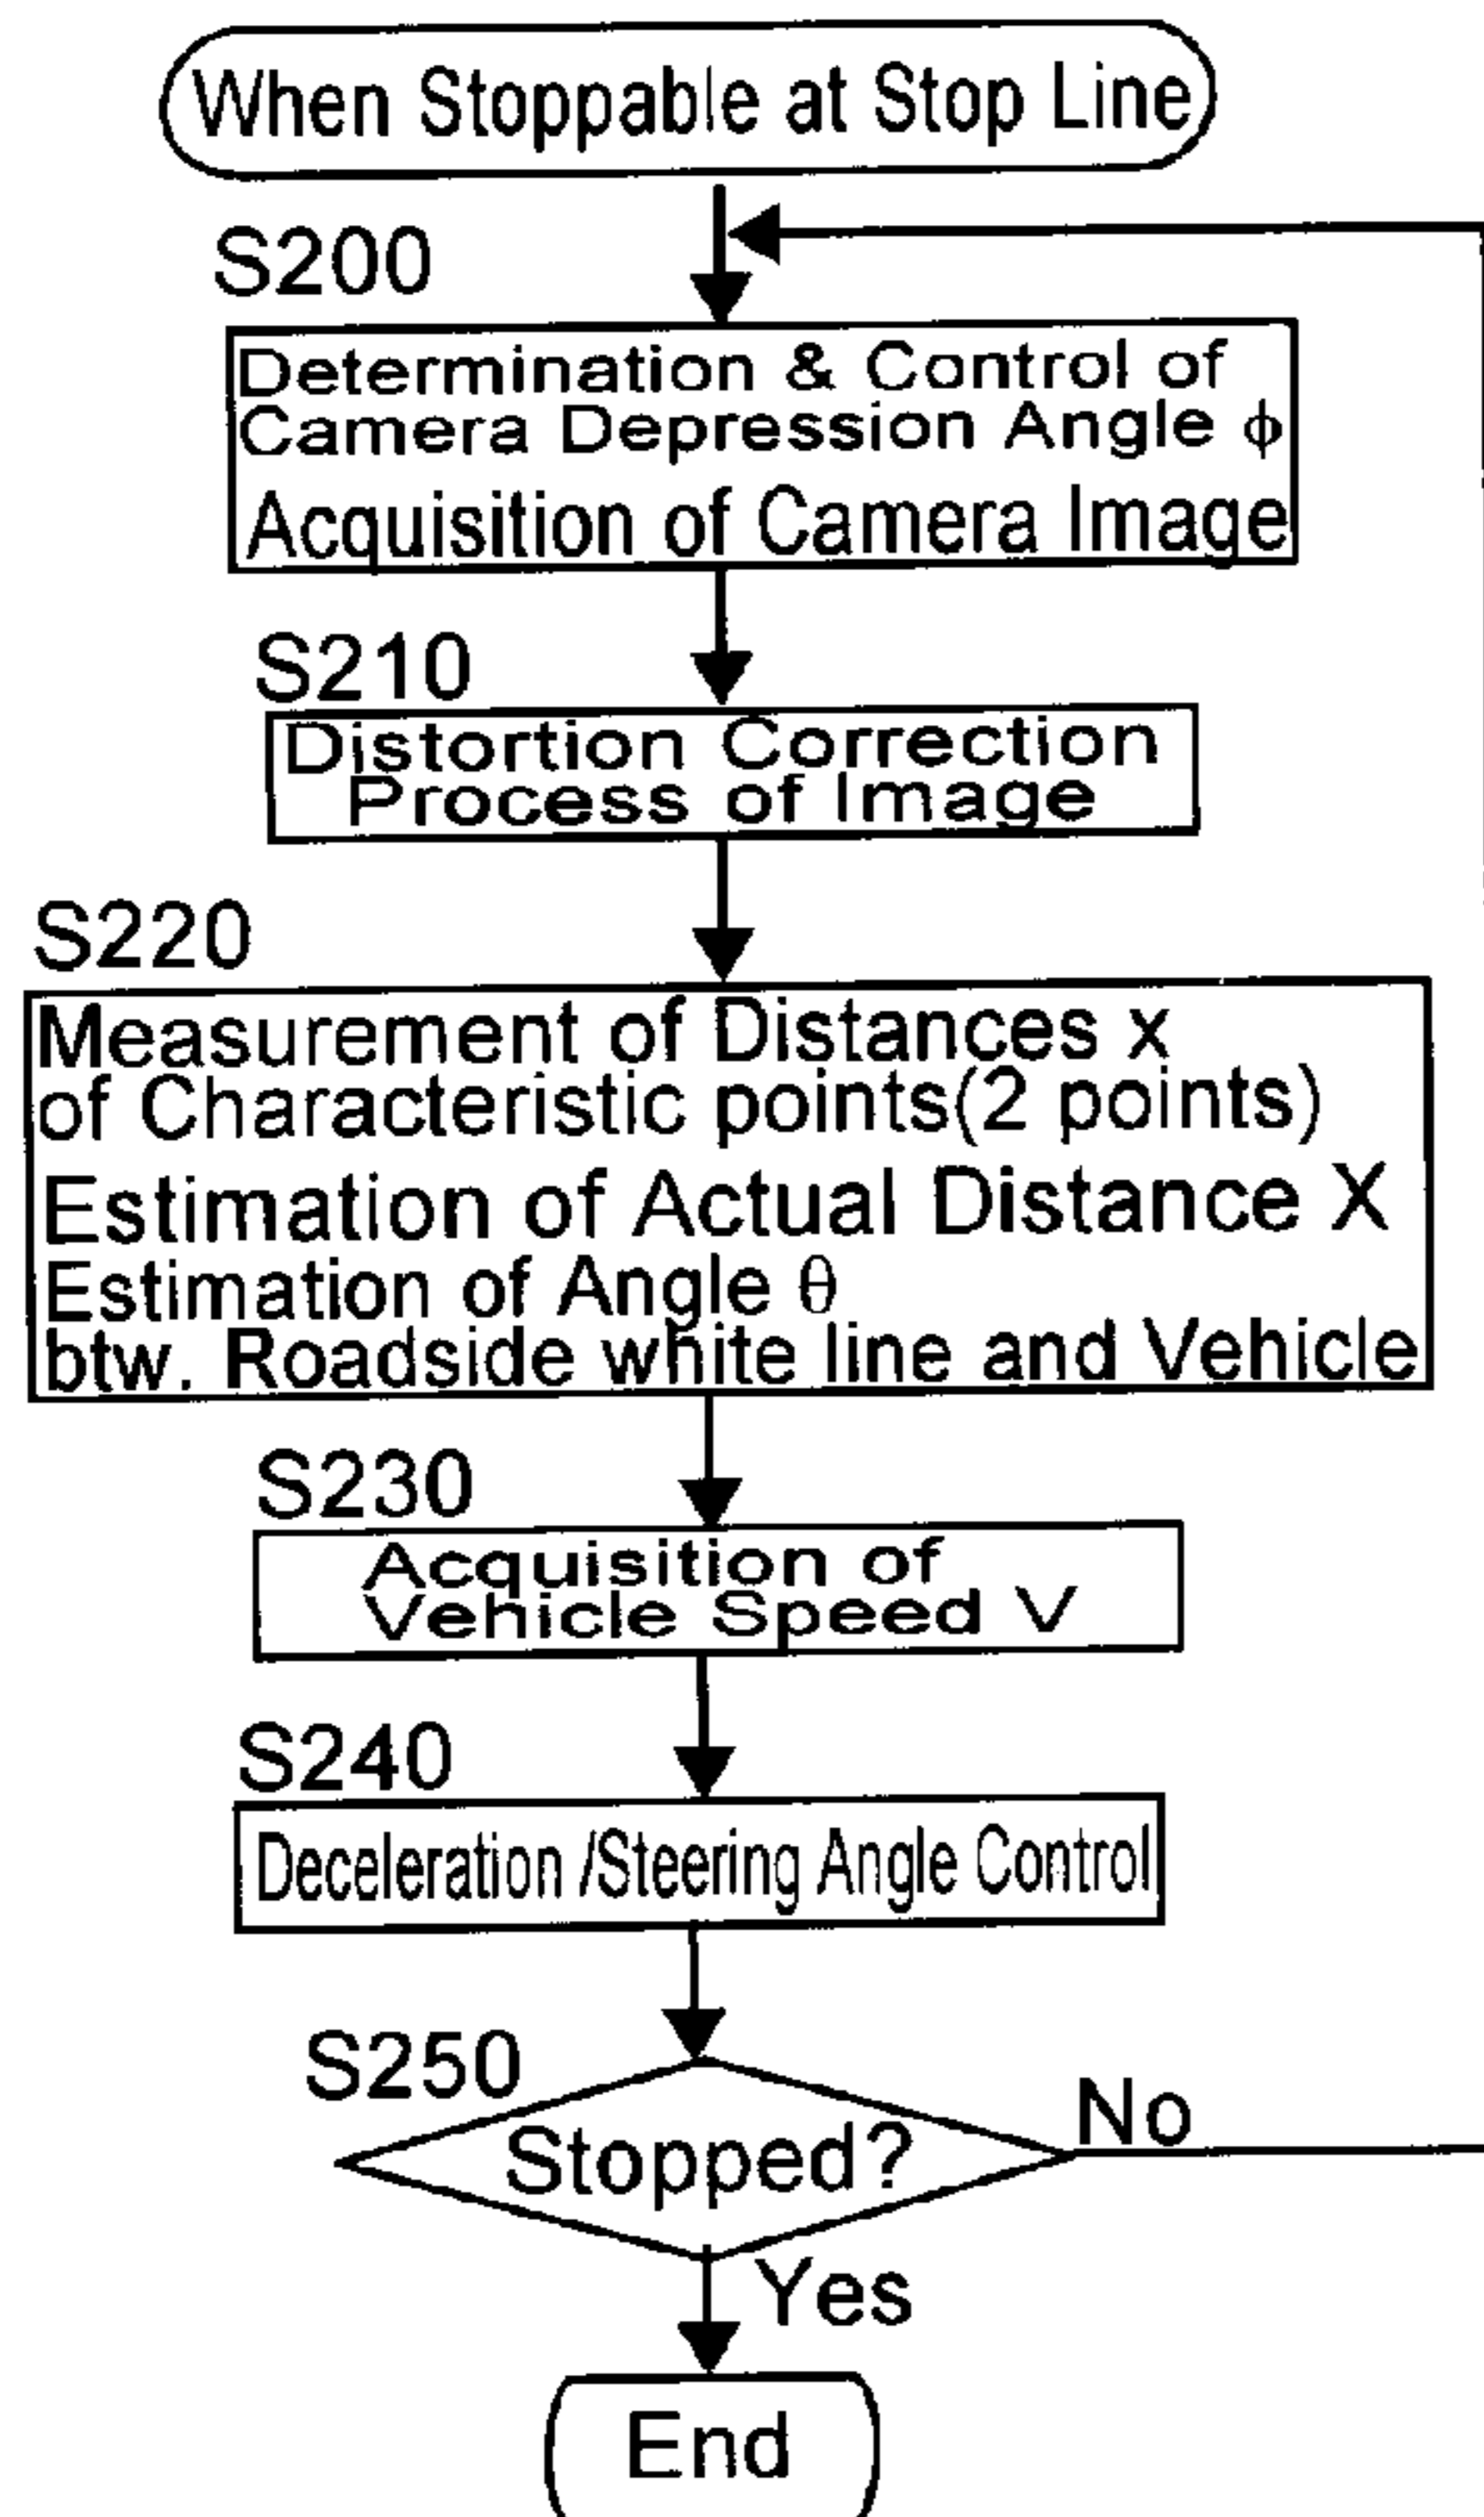 When Stoppable at Stop Line
S200
Determination & Control of
Camera Depression Angle ϕ
Acquisition of Camera Image
S210
Distortion Correction
Process of Image
S220
Measurement of Distances x
of Characteristic points(2 points)
Estimation of Actual Distance X
Estimation of Angle θ
btw. Roadside white line and Vehicle
S230
Acquisition of
Vehicle Speed V
S240
Deceleration /Steering Angle Control
S250
Stopped?
No
Yes
End